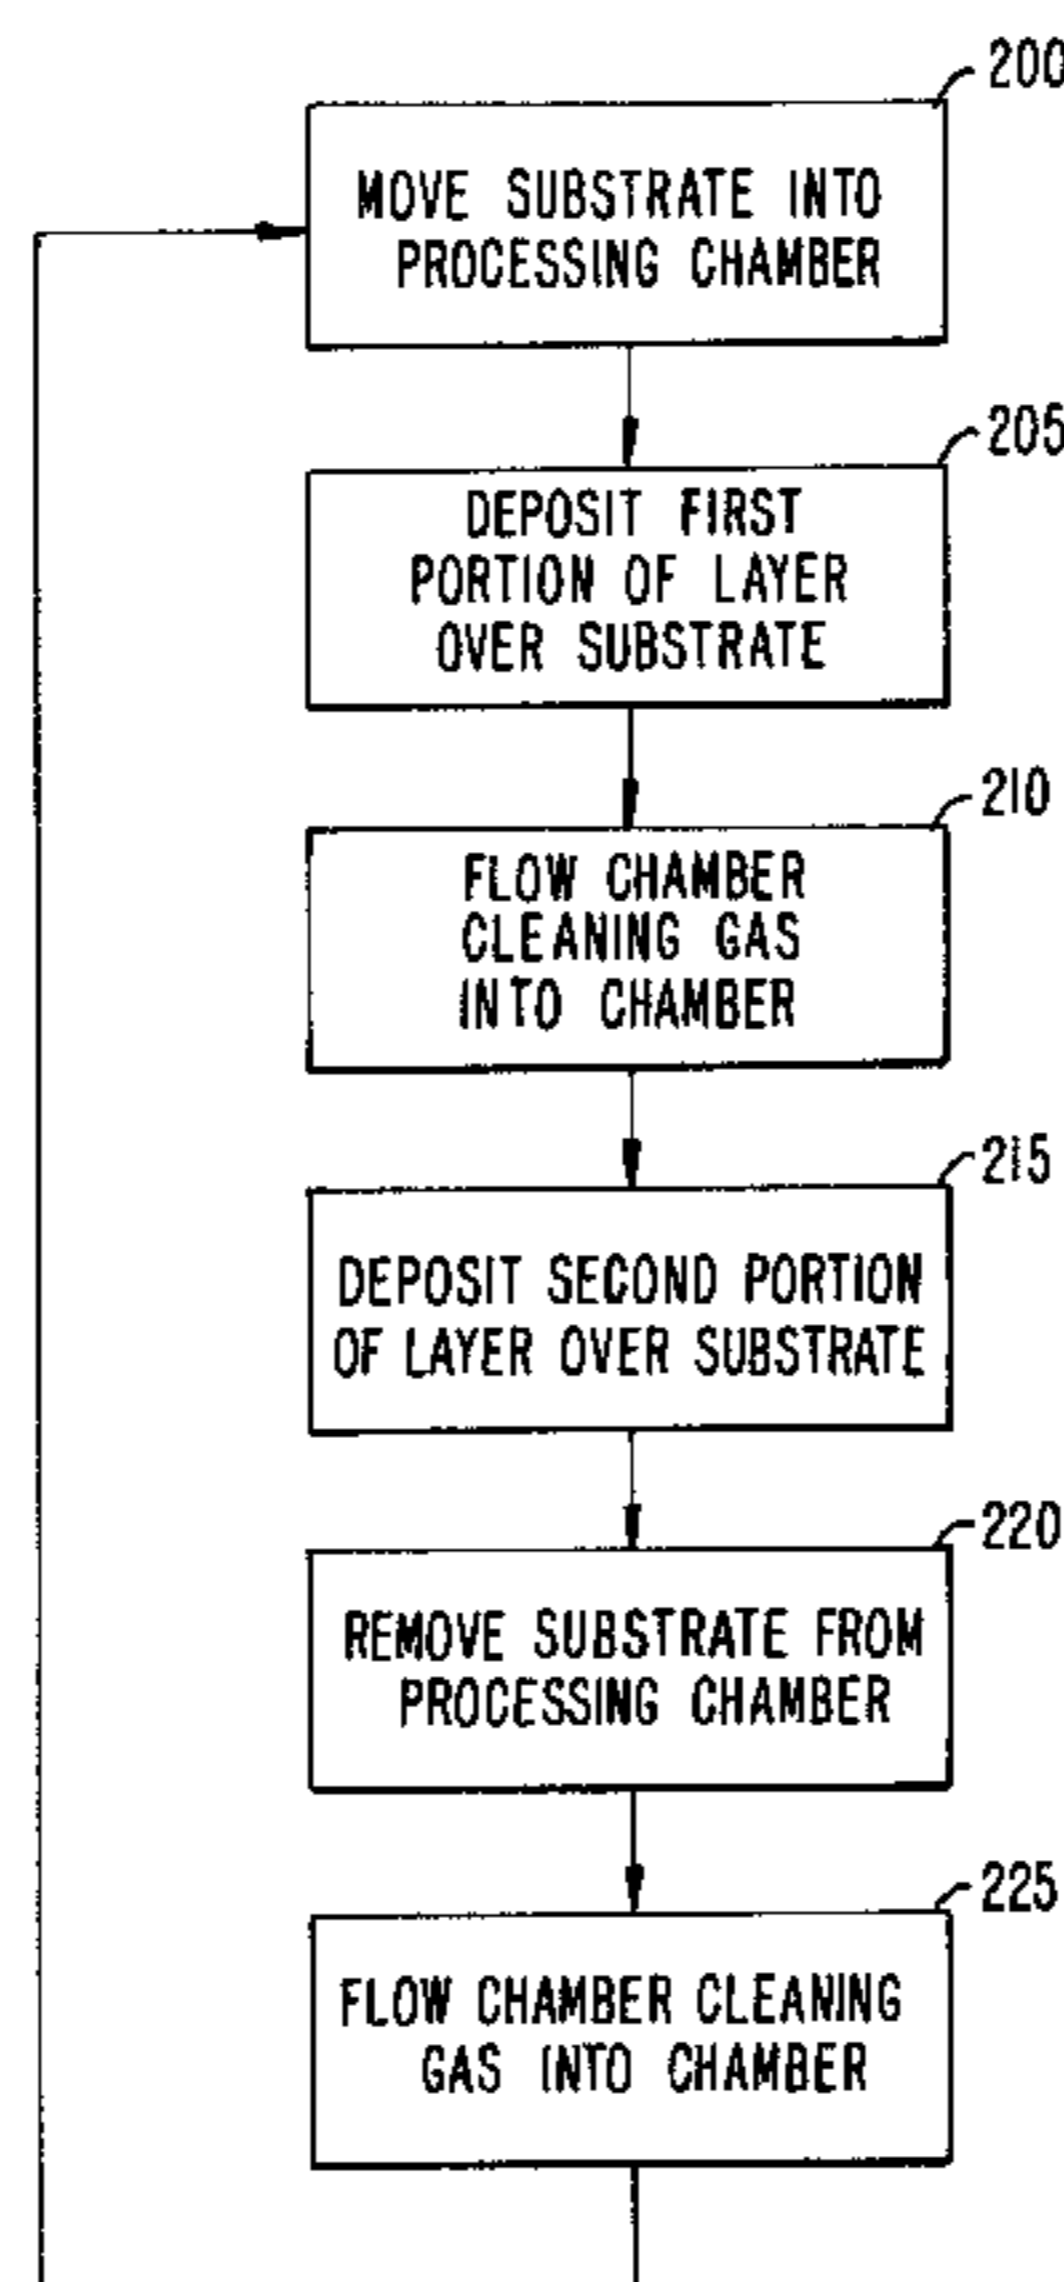 200
MOVE SUBSTRATE INTO
PROCESSING CHAMBER
205
DEPOSIT FIRST
PORTION OF LAYER
OVER SUBSTRATE
210
FLOW CHAMBER
CLEANING GAS
INTO CHAMBER
215
DEPOSIT SECOND PORTION
OF LAYER OVER SUBSTRATE
220
REMOVE SUBSTRATE FROM
PROCESSING CHAMBER
225
FLOW CHAMBER CLEANING
GAS INTO CHAMBER